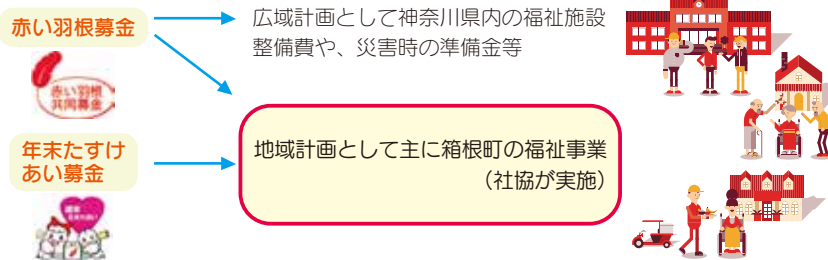 赤い羽根募金
広域計画として神奈川県内の福祉施設
整備費や、災害時の準備金等
赤い羽根
共同募金
年末たすけ
あい募金
地域計画として主に箱根町の福祉事業
（社協が実施）